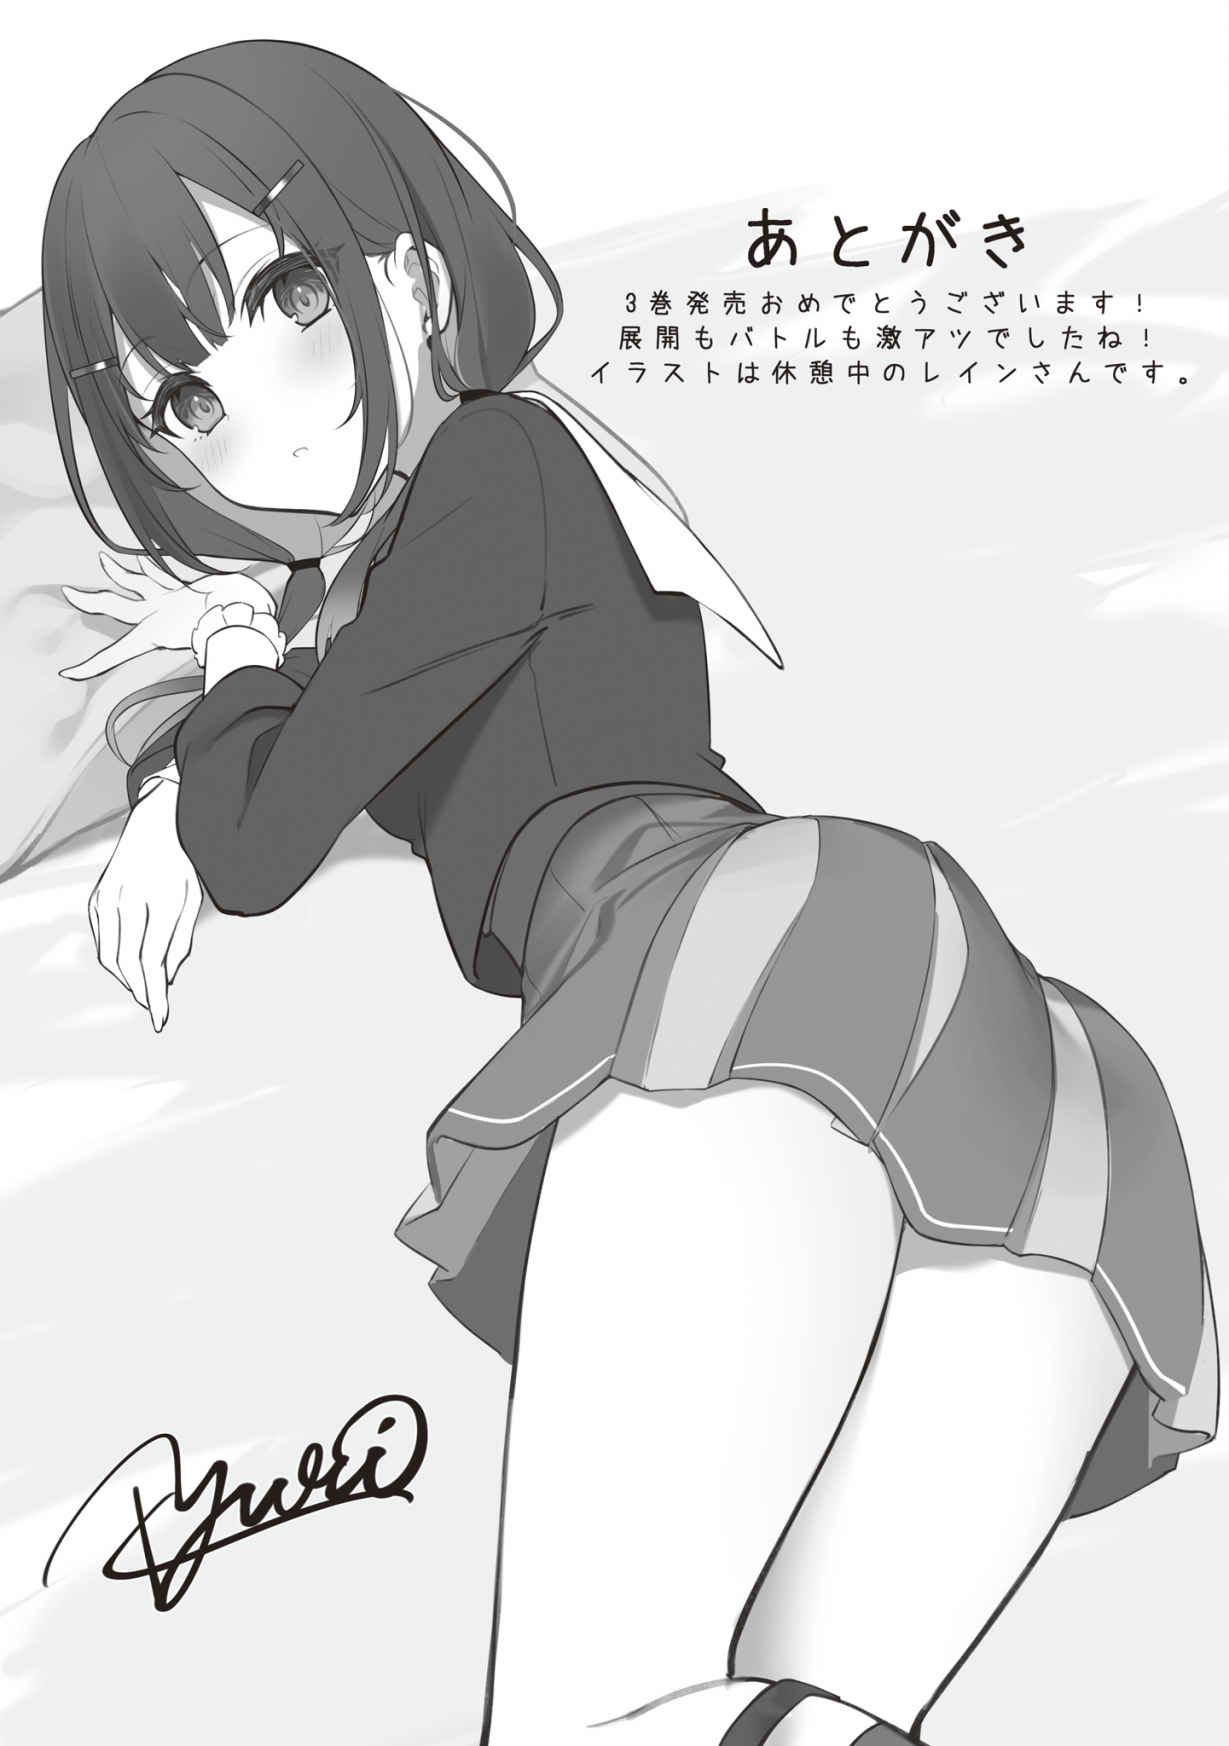 あとがき
3巻発売おめでとうございます！
展開もバトルも激アツでしたね！
イラストは休憩中のレインさんです。